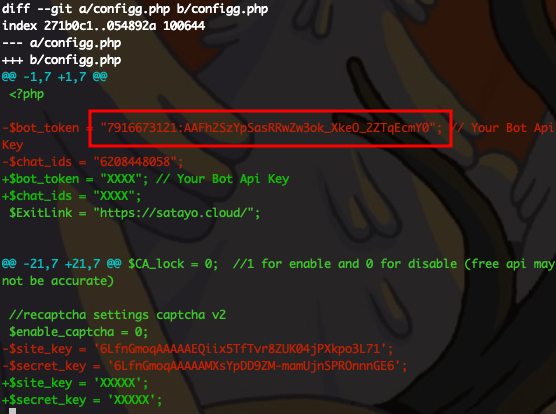 diff --git a/configg.php b/configg.php
index 271b0c1..054892a 100644
--- a/configg.php
+++ b/configg.php
@@ -1,7 +1,7 @@
<?php
-$bot_token = "7916673121:AAFh2SzYpSasRRwZw3ok_XkeO_2ZTqEcmY0"; // Your Bot Api
Key
-$chat_ids = "6208448058";
+$bot_token = "XXXX"; // Your Bot Api Key
+$chat_ids = "XXXX";
$ExitLink = "https://satayo.cloud/";
@@ -21,7 +21,7 @@ $CA_lock = 0;  //1 for enable and 0 for disable (free api may
not be accurate)
//recaptcha settings captcha v2
$enable_captcha = 0;
-$site_key = '6LfnGmoqAAAAAEQiix5TfTvr8ZUK04jPXkpo3L71';
-$secret_key = '6LfnGmoqAAAAAMXsYpDD9ZM-mamUjnSPROnnnGE6';
+$site_key = 'XXXXX';
+$secret_key = 'XXXXX';